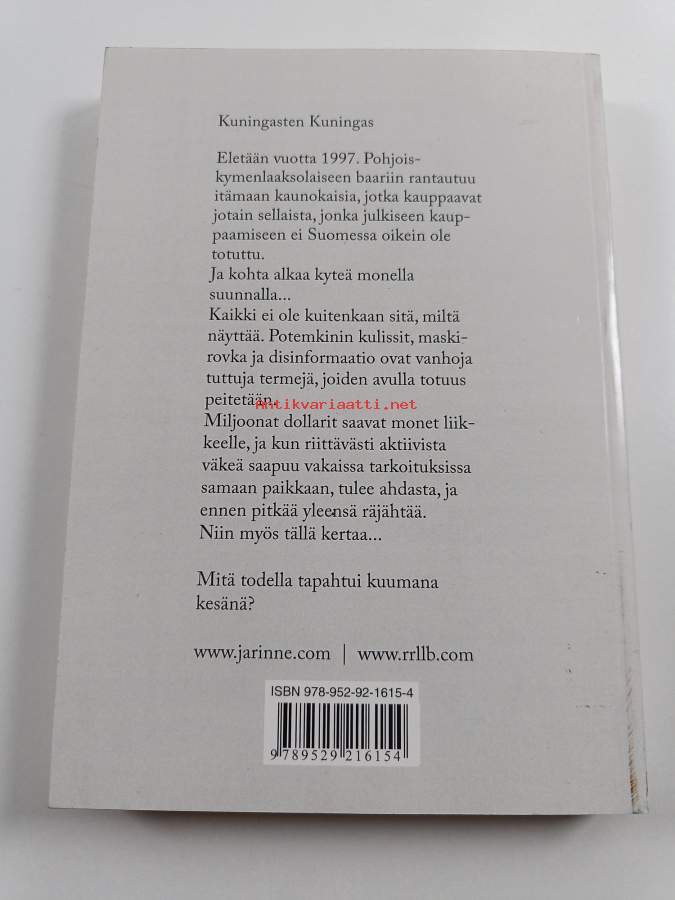 Kuningasten Kuningas
Eletään vuotta 1997. Pohjois-
kymenlaaksolaiseen baariin rantautuu
itämaan kaunokaisia, jotka kauppaavat
jotain sellaista, jonka julkiseen kaup-
paamiseen ei Suomessa oikein ole
totuttu.
Ja kohta alkaa kyteä monella
suunnalla...
Kaikki ei ole kuitenkaan sitä, miltä
näyttää. Potemkinin kulissit, maski-
rovka ja disinformaatio ovat vanhoja
tuttuja termejä, joiden avulla totuus
peitetään.
Antikvariaatti.net
Miljoonat dollarit saavat monet liik-
keelle, ja kun riittävästi aktiivista
väkeä saapuu vakaissa tarkoituksissa
samaan paikkaan, tulee ahdasta, ja
ennen pitkää yleensä räjähtää.
Niin myös tällä kertaa...
Mitä todella tapahtui kuumana
kesänä?
www.jarinne.com | www.rrllb.com
ISBN 978-952-92-1615-4
9 789529 216154